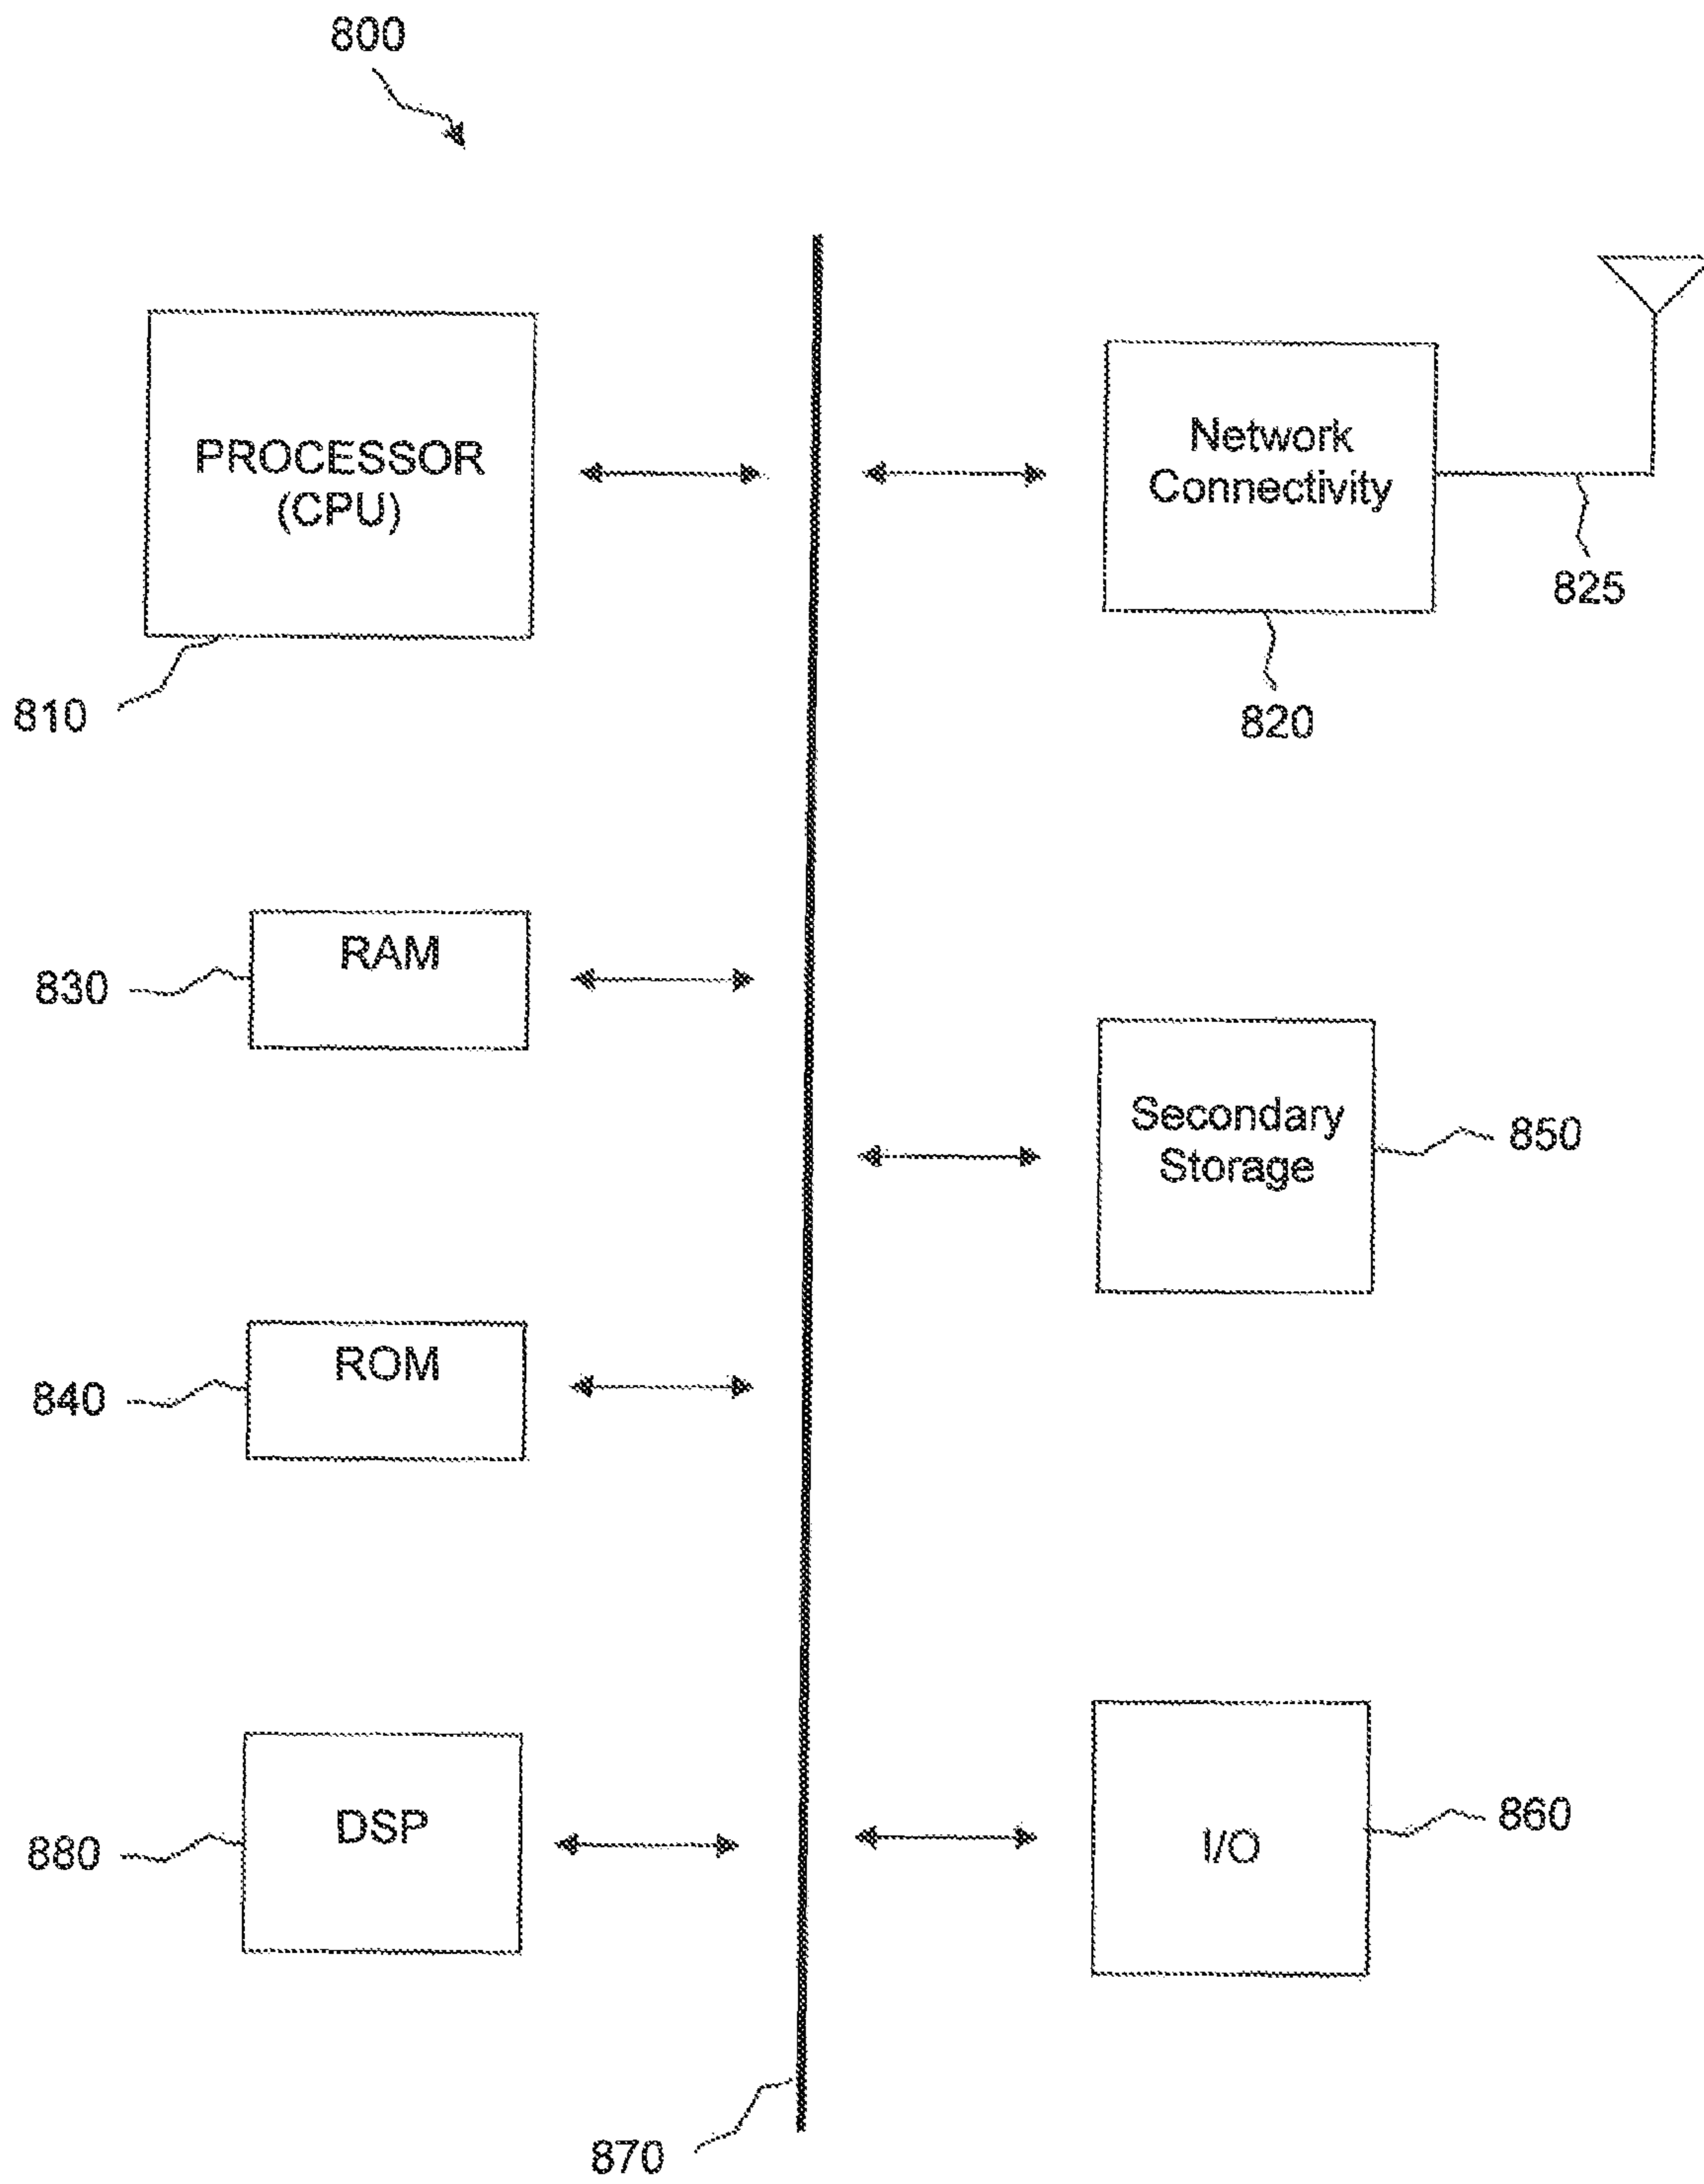 800
PROCESSOR
(CPU)
810
Network
Connectivity
825
820
RAM
830
Secondary
Storage
850
ROM
840
DSP
880
I/O
860
870